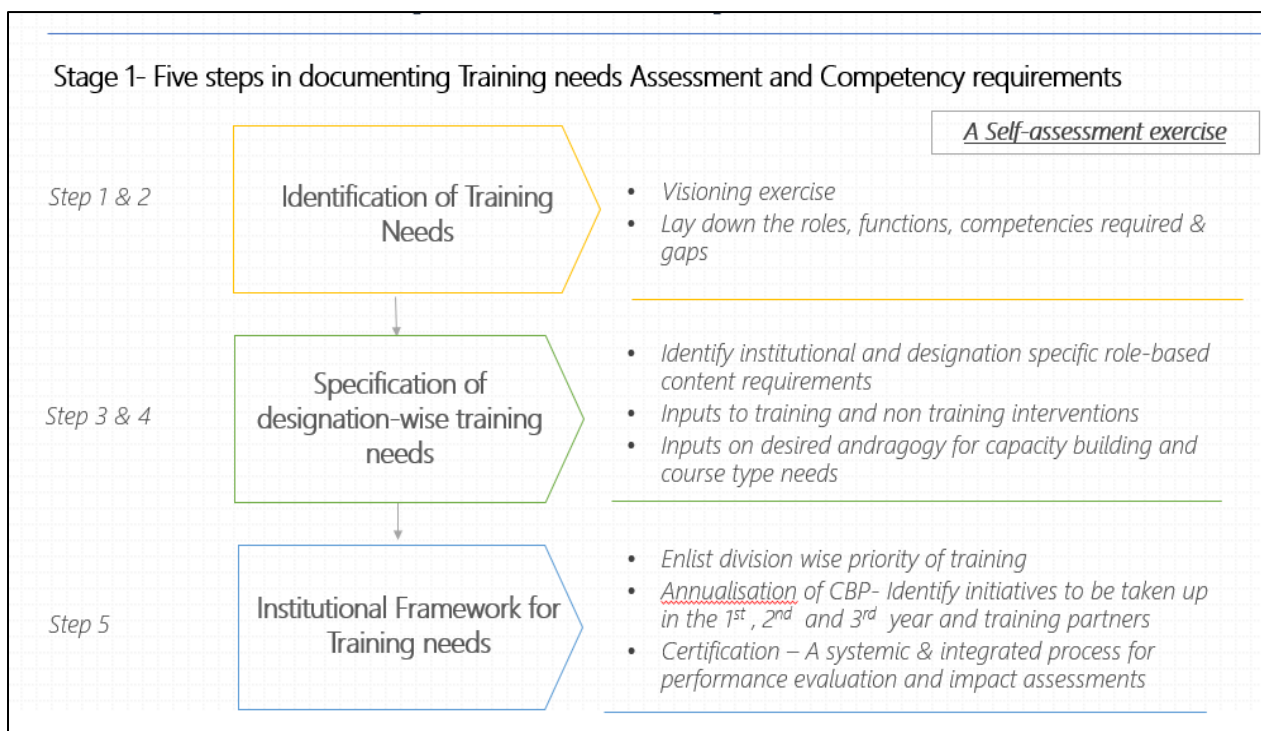 Stage 1- Five steps in documenting Training needs Assessment and Competency requirements
A Self-assessment exercise
Step 1 & 2
Identification of Training
Needs
• Visioning exercise
• Lay down the roles, functions, competencies required &
gaps
Step 3 & 4
Specification of
designation-wise training
needs
• Identify institutional and designation specific role-based
content requirements
• Inputs to training and non training interventions
• Inputs on desired andragogy for capacity building and
course type needs
Step 5
Institutional Framework for
Training needs
• Enlist division wise priority of training
• Annualisation of CBP- Identify initiatives to be taken up
in the 1st , 2nd and 3rd year and training partners
• Certification – A systemic & integrated process for
performance evaluation and impact assessments